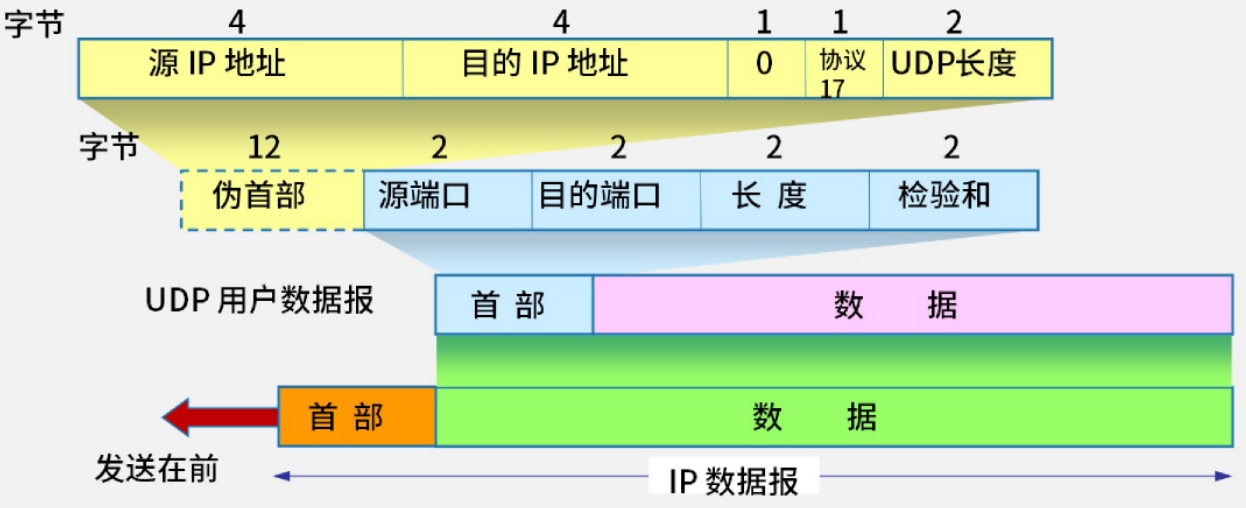 字节 4 4 1 1 2
源 IP 地址 目的 IP 地址 0 协议 UDP长度
17
字节 12 2 2 2 2
伪首部 源端口 目的端口 长 度 检验和
UDP 用户数据报 首 部 数 据
首 部 数 据
发送在前
IP 数据报